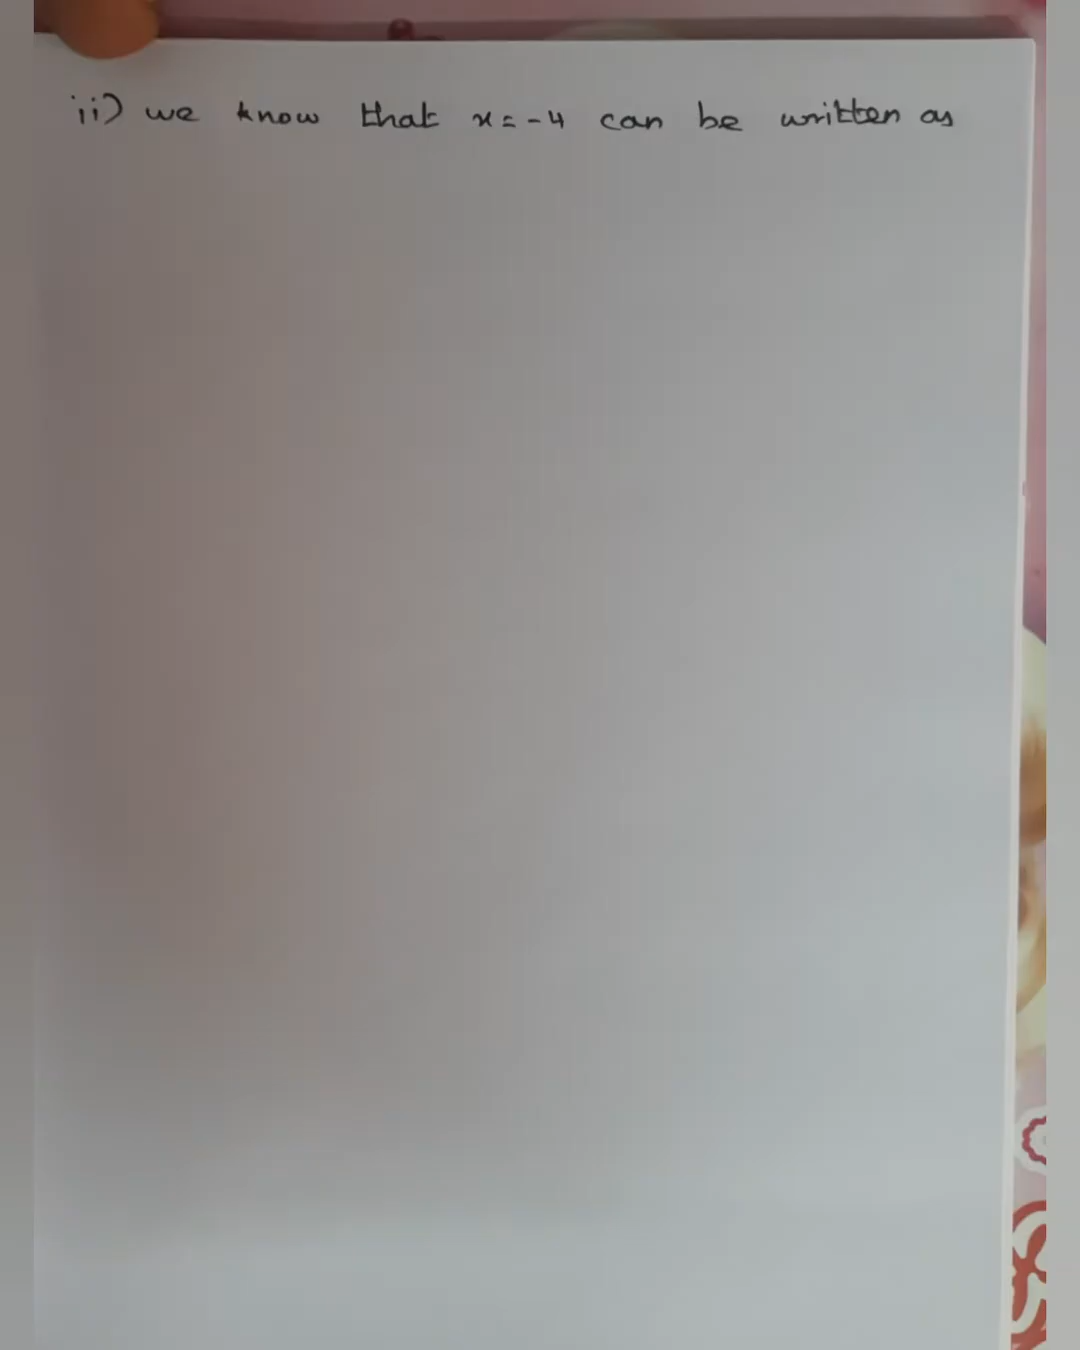 ii) we know that x = -4 can be written as